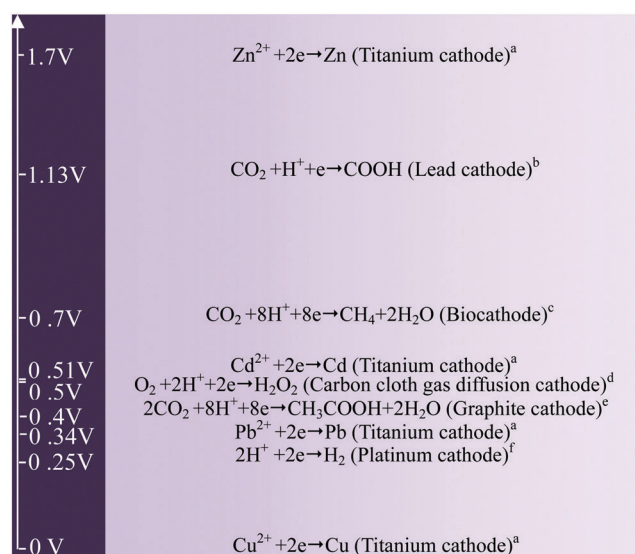 1.7V Zn²⁺ +2e→Zn (Titanium cathode)ᵃ
1.13V CO₂ +H⁺+e→COOH (Lead cathode)ᵇ
0 .7V CO₂ +8H⁺+8e→CH₄+2H₂O (Biocathode)ᶜ
0 .51V Cd²⁺ +2e→Cd (Titanium cathode)ᵃ
0.5V O₂ +2H⁺+2e→H₂O₂ (Carbon cloth gas diffusion cathode)ᵈ
0.4V 2CO₂ +8H⁺+8e→CH₃COOH+2H₂O (Graphite cathode)ᵉ
0.34V Pb²⁺ +2e→Pb (Titanium cathode)ᵃ
0 .25V 2H⁺ +2e→H₂ (Platinum cathode)ᶠ
0 V Cu²⁺ +2e→Cu (Titanium cathode)ᵃ